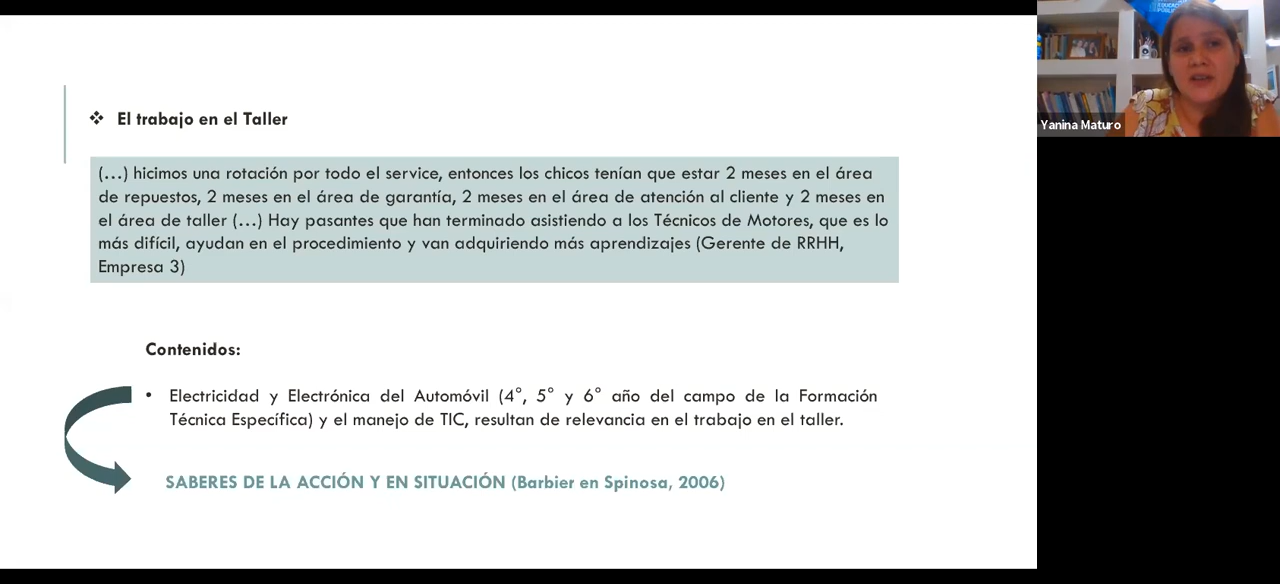 ❖ El trabajo en el Taller
(...) hicimos una rotación por todo el service, entonces los chicos tenían que estar 2 meses en el área
de repuestos, 2 meses en el área de garantía, 2 meses en el área de atención al cliente y 2 meses en
el área de taller (...) Hay pasantes que han terminado asistiendo a los Técnicos de Motores, que es lo
más difícil, ayudan en el procedimiento y van adquiriendo más aprendizajes (Gerente de RRHH,
Empresa 3)
Contenidos:
• Electricidad y Electrónica del Automóvil (4°, 5° y 6° año del campo de la Formación
Técnica Específica) y el manejo de TIC, resultan de relevancia en el trabajo en el taller.
SABERES DE LA ACCIÓN Y EN SITUACIÓN (Barbier en Spinosa, 2006)
Yanina Maturo